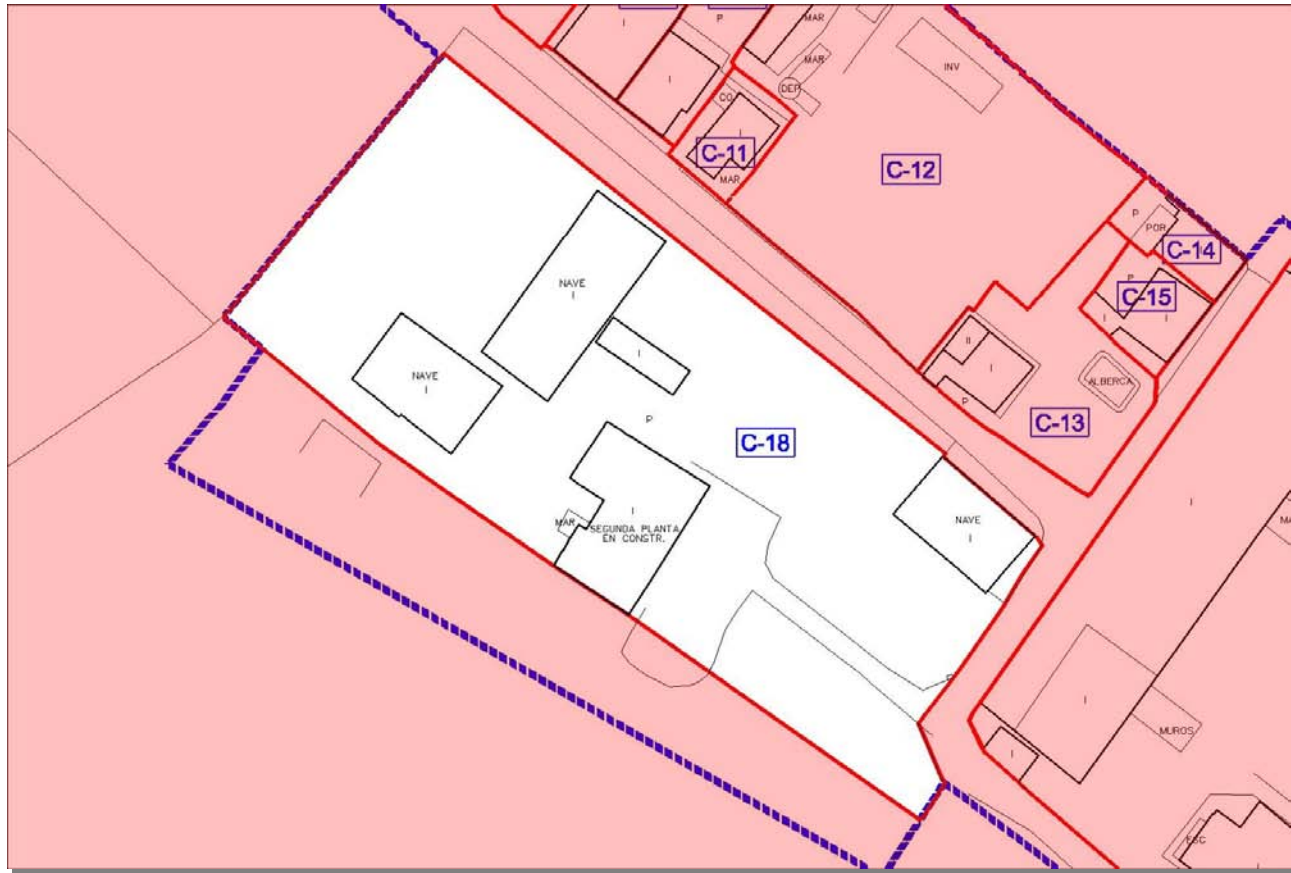 I
P
MAR
I
MAR
INV
DEP
CO
I
C-11
MAR
C-12
P
POR
C-14
P
C-15
I
I
NAVE
I
II
I
I
ALBERCA
NAVE
I
P
P
C-13
C-18
I
I
NAVE
I
MAR
SEGUNDA PLANTA
EN CONSTR.
I
MUROS
I
ESC